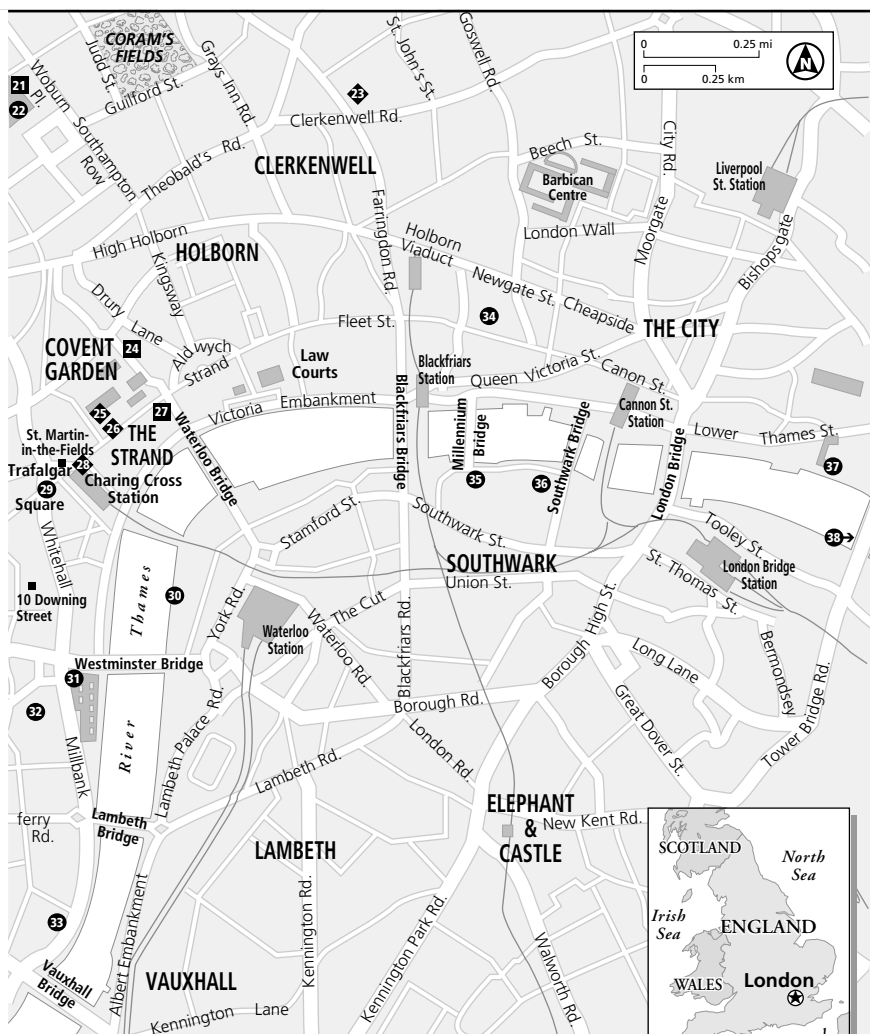 CORAM'S
FIELDS
Judd St.
Woburn Pl.
Guilford St.
Grays Inn Rd.
St. John's St.
Goswell Rd.
0 0.25 mi
0 0.25 km
N
21
22
23
Clerkenwell Rd.
Southampton
Row
Theobald's Rd.
CLERKENWELL
Beech St.
City Rd.
Barbican
Centre
Liverpool
St. Station
Farringdon Rd.
London Wall
Moorgate
Bishopsgate
High Holborn
HOLBORN
Kingsway
Holborn
Viaduct
Newgate St.
Cheapside
34
THE CITY
Drury
Lane
Fleet St.
24
COVENT
GARDEN
Aldwych
Strand
Law
Courts
Blackfriars
Station
Queen Victoria St.
Canon St.
Cannon St.
Station
25
26
27
Victoria Embankment
Lower Thames St.
THE
STRAND
St. Martin-
in-the-Fields
Waterloo Bridge
Blackfriars Bridge
Millennium
Bridge
Southwark Bridge
London Bridge
37
28
Trafalgar
29
Square
Charing Cross
Station
35
36
38
Stamford St.
Southwark St.
Tooley St.
Whitehall
SOUTHWARK
London Bridge
Station
10 Downing
Street
Thames
30
York Rd.
Union St.
St. Thomas St.
The Cut
Waterloo
Station
Waterloo Rd.
Blackfriars Rd.
Borough High St.
Bermondsey
Westminster Bridge
31
32
Long Lane
Borough Rd.
Great Dover St.
Tower Bridge Rd.
River
Millbank
Lambeth Palace Rd.
Lambeth Rd.
London Rd.
ferry
Rd.
Lambeth
Bridge
ELEPHANT
&
CASTLE
New Kent Rd.
LAMBETH
33
Albert Embankment
Kennington Rd.
Kennington Park Rd.
Walworth Rd.
Vauxhall
Bridge
VAUXHALL
Kennington Lane
SCOTLAND
North
Sea
Irish
Sea
ENGLAND
WALES
London